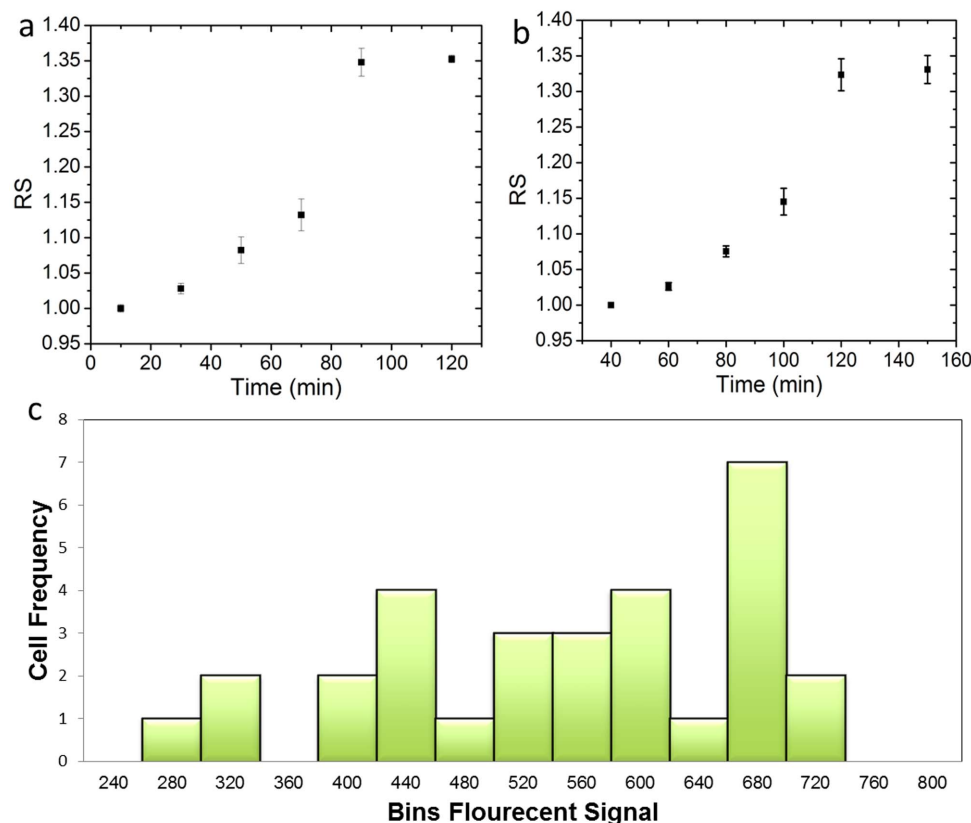 a
1.40
1.35
1.30
1.25
1.20
1.15
1.10
1.05
1.00
0.95
RS
0 20 40 60 80 100 120
Time (min)
b
1.40
1.35
1.30
1.25
1.20
1.15
1.10
1.05
1.00
0.95
RS
40 60 80 100 120 140 160
Time (min)
c
8
7
6
5
4
3
2
1
0
Cell Frequency
240 280 320 360 400 440 480 520 560 600 640 680 720 760 800
Bins Flourecent Signal